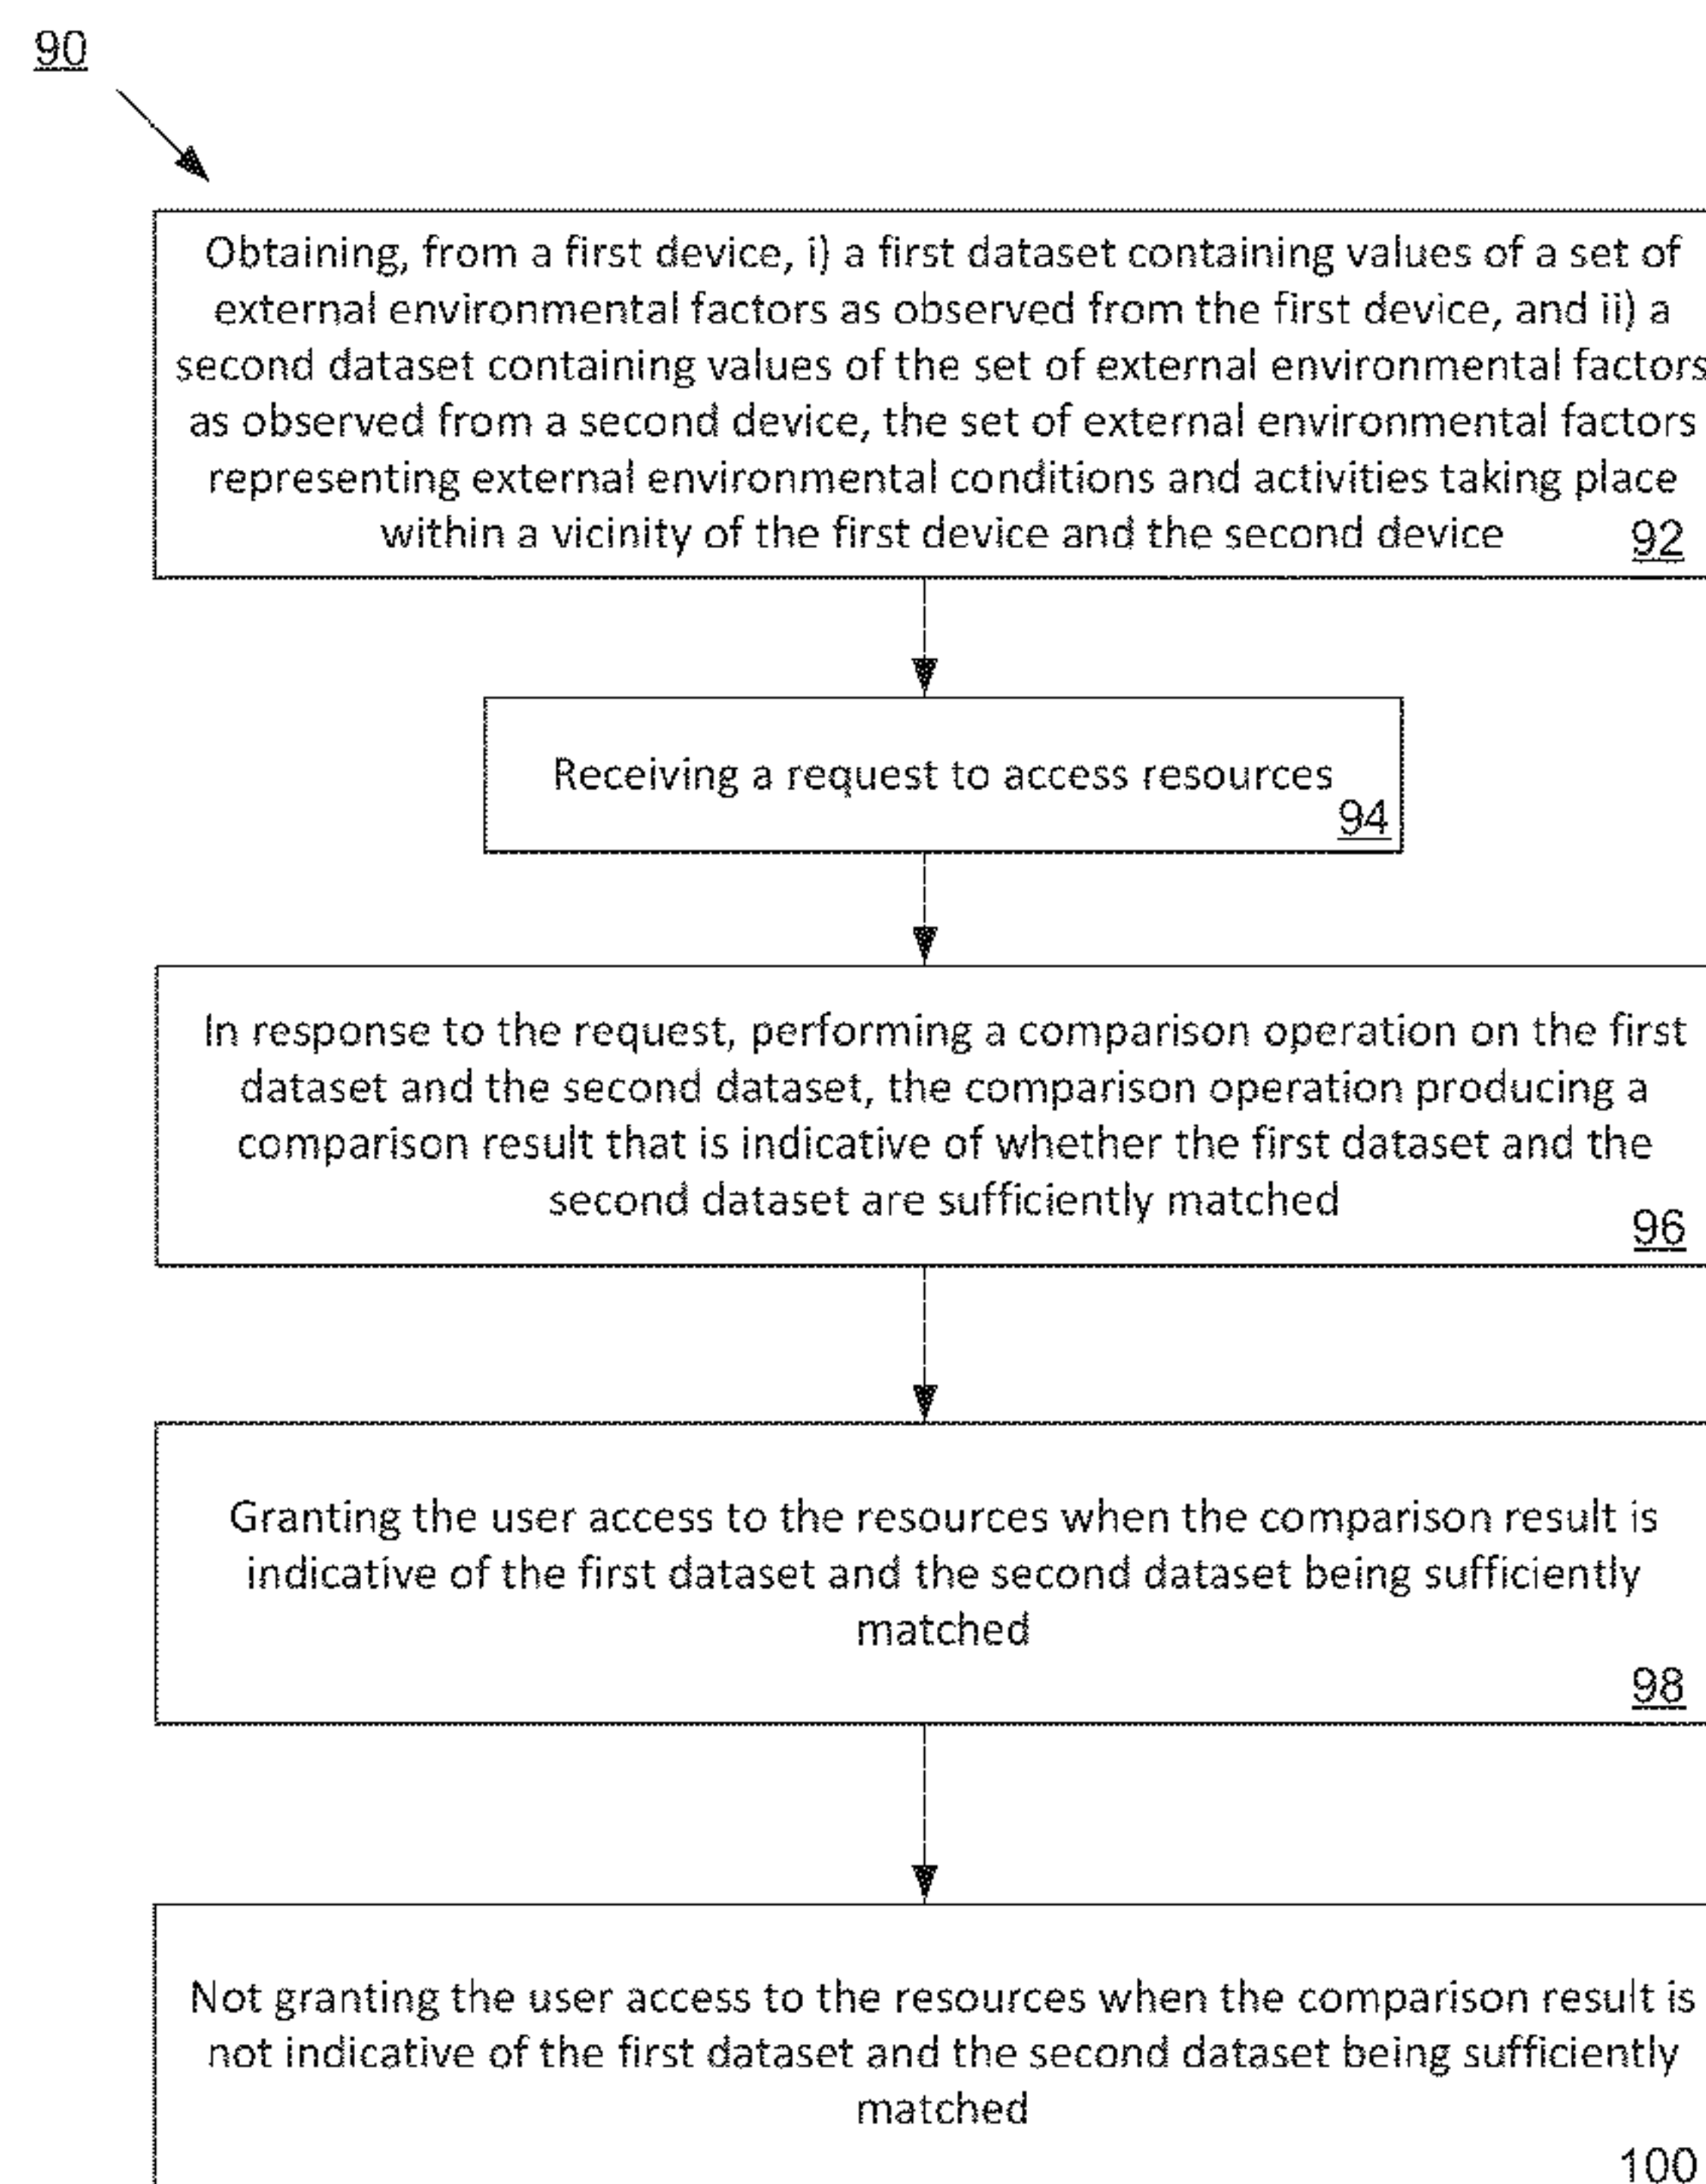 90
Obtaining, from a first device, i) a first dataset containing values of a set of
external environmental factors as observed from the first device, and ii) a
second dataset containing values of the set of external environmental factors
as observed from a second device, the set of external environmental factors
representing external environmental conditions and activities taking place
within a vicinity of the first device and the second device
92
Receiving a request to access resources
94
In response to the request, performing a comparison operation on the first
dataset and the second dataset, the comparison operation producing a
comparison result that is indicative of whether the first dataset and the
second dataset are sufficiently matched
96
Granting the user access to the resources when the comparison result is
indicative of the first dataset and the second dataset being sufficiently
matched
98
Not granting the user access to the resources when the comparison result is
not indicative of the first dataset and the second dataset being sufficiently
matched
100